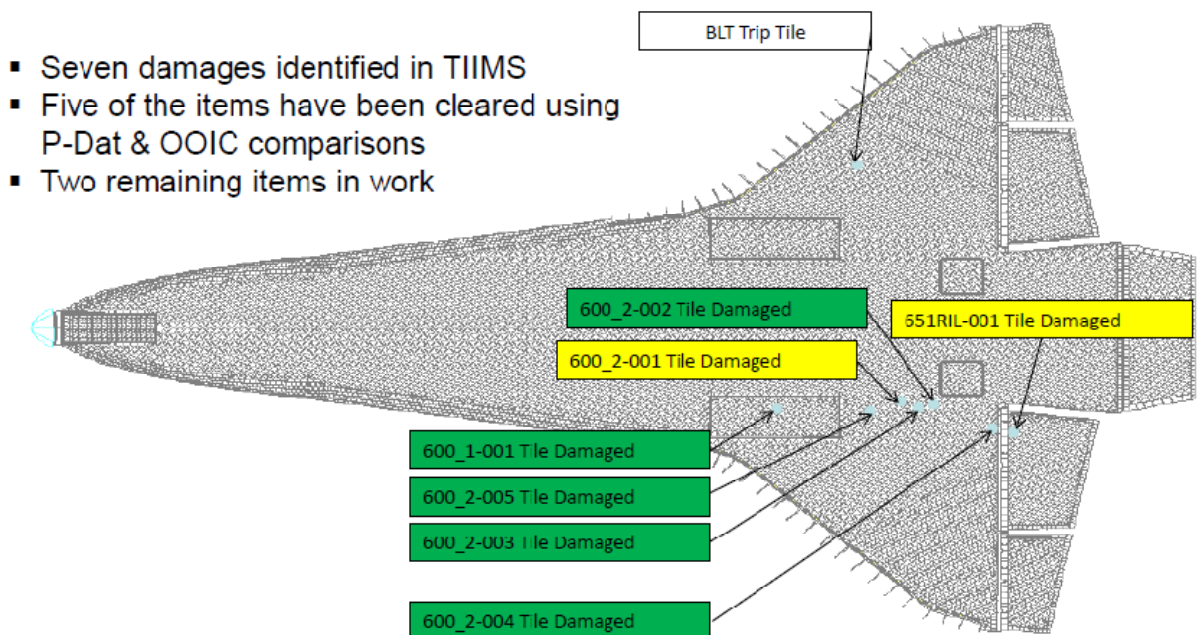 BLT Trip Tile
▪ Seven damages identified in TIIMS
▪ Five of the items have been cleared using
P-Dat & OOIC comparisons
▪ Two remaining items in work
600_2-002 Tile Damaged
651RIL-001 Tile Damaged
600_2-001 Tile Damaged
600_1-001 Tile Damaged
600_2-005 Tile Damaged
600_2-003 Tile Damaged
600_2-004 Tile Damaged